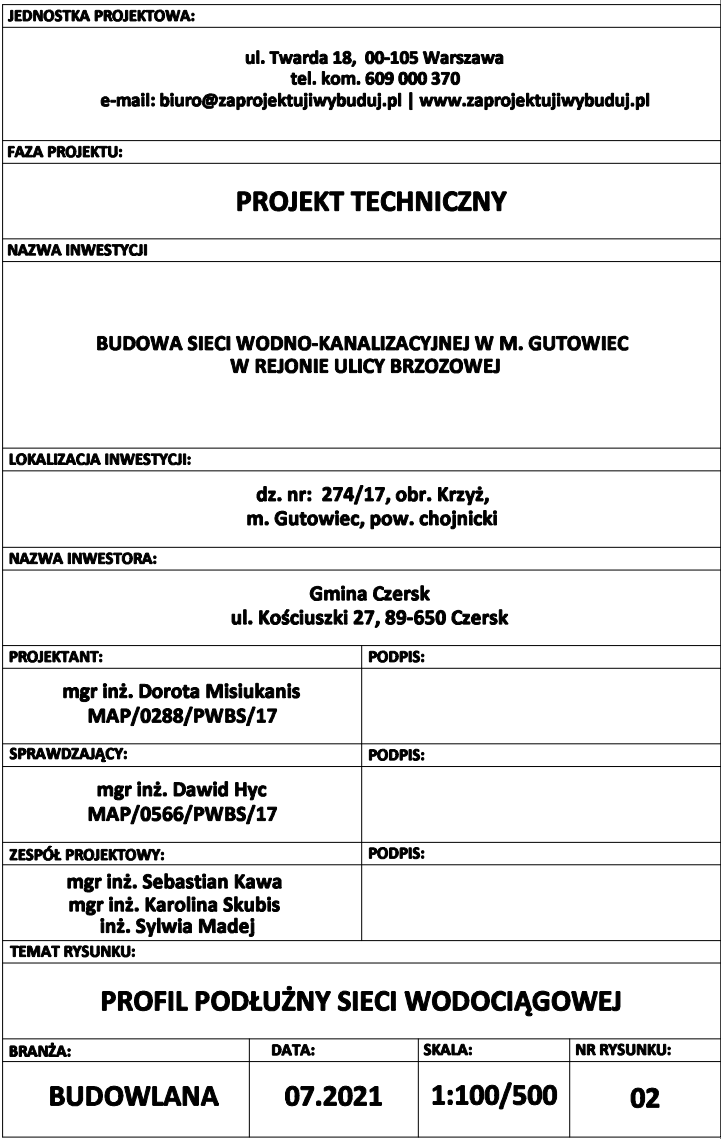 JEDNOSTKA PROJEKTOWA:
ul. Twarda 18, 00-105 Warszawa
tel. kom. 609 000 370
e-mail: biuro@zaprojektujiwybuduj.pl | www.zaprojektujiwybuduj.pl
FAZA PROJEKTU:
PROJEKT TECHNICZNY
NAZWA INWESTYCJI
BUDOWA SIECI WODNO-KANALIZACYJNEJ W M. GUTOWIEC
W REJONIE ULICY BRZOZOWEJ
LOKALIZACJA INWESTYCJI:
dz. nr: 274/17, obr. Krzyż,
m. Gutowiec, pow. chojnicki
NAZWA INWESTORA:
Gmina Czersk
ul. Kościuszki 27, 89-650 Czersk
PROJEKTANT: PODPIS:
mgr inż. Dorota Misiukanis
MAP/0288/PWBS/17
SPRAWDZAJĄCY: PODPIS:
mgr inż. Dawid Hyc
MAP/0566/PWBS/17
ZESPÓŁ PROJEKTOWY: PODPIS:
mgr inż. Sebastian Kawa
mgr inż. Karolina Skubis
inż. Sylwia Madej
TEMAT RYSUNKU:
PROFIL PODŁUŻNY SIECI WODOCIĄGOWEJ
BRANŻA: DATA: SKALA: NR RYSUNKU:
BUDOWLANA 07.2021 1:100/500 02